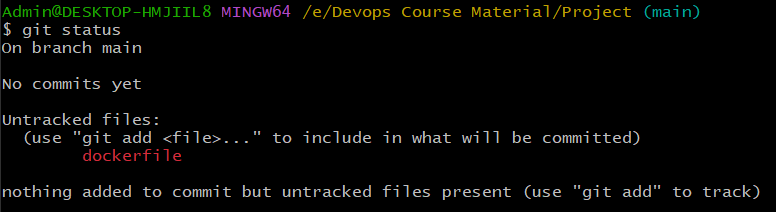 Admin@DESKTOP-HMJIIL8 MINGW64 /e/Devops Course Material/Project (main)
$ git status
On branch main

No commits yet

Untracked files:
  (use "git add <file>..." to include in what will be committed)
        dockerfile

nothing added to commit but untracked files present (use "git add" to track)